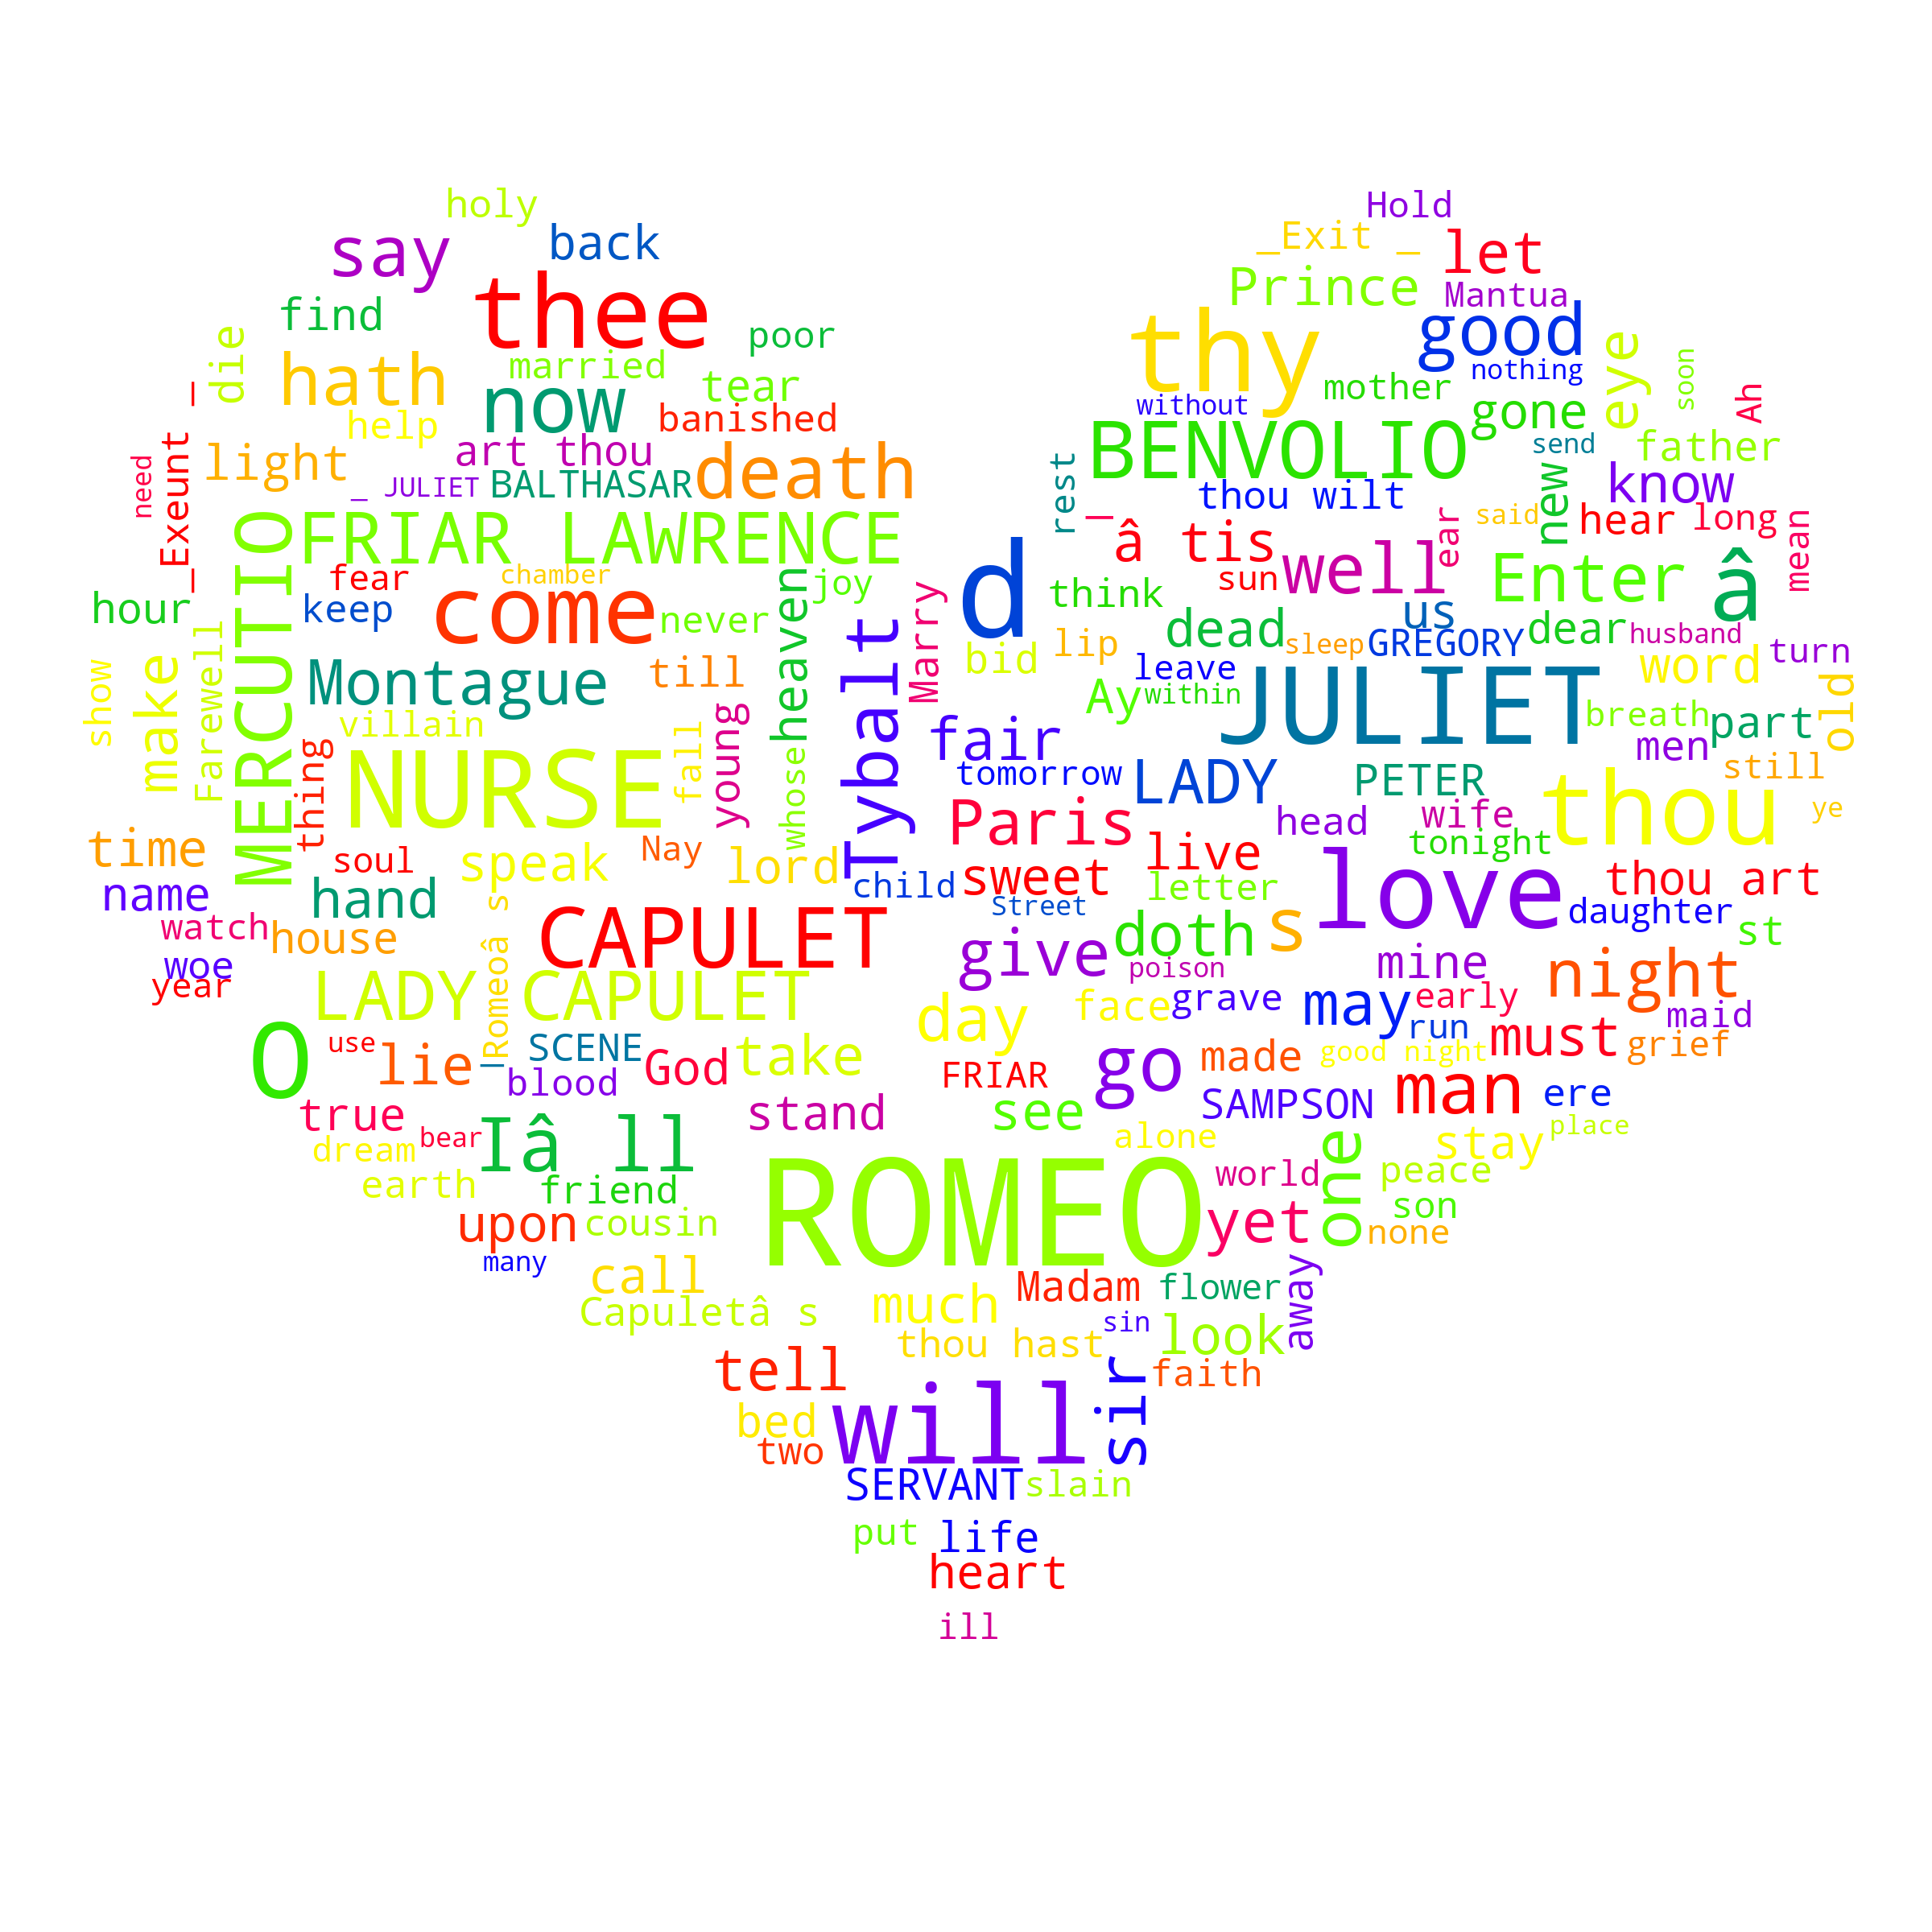 holy
Hold
say
back
_Exit _
let
thee
Prince
Mantua
find
poor
thy
good
die
hath
married
tear
mother
nothing
eye
soon
Ah
now
banished
without
gone
help
art thou
BENVOLIO
send
father
light
death
_ JULIET
BALTHASAR
thou wilt
know
need
_Exeunt _
rest
new
MERCUTIO
FRIAR LAWRENCE
_â tis
ear
said
hear
long
mean
d
well
fear
chamber
heaven
joy
sun
Enter
â
hour
keep
come
never
Marry
think
us
dead
sleep
GREGORY
dear
husband
show
make
Farewell
Montague
till
Tybalt
bid
lip
leave
word
turn
Ay
within
JULIET
old
villain
fall
young
breath
part
thing
NURSE
whose
fair
men
still
tomorrow
LADY
PETER
thou
ye
time
Paris
head
wife
soul
speak
Nay
lord
live
tonight
name
hand
child
sweet
letter
love
thou art
Street
daughter
watch
house
_Romeoâ s
CAPULET
doth
s
st
woe
give
poison
mine
night
year
LADY CAPULET
day
face
grave
may
early
maid
O
use
lie
SCENE
God
take
run
must
grief
blood
FRIAR
go
made
good night
true
stand
see
SAMPSON
man
ere
dream
bear
Iâ ll
alone
one
stay
place
earth
friend
ROMEO
world
peace
upon
cousin
yet
son
none
many
call
Madam
flower
away
Capuletâ s
much
sin
look
thou hast
tell
sir
faith
bed
will
two
SERVANT
slain
put
life
heart
ill